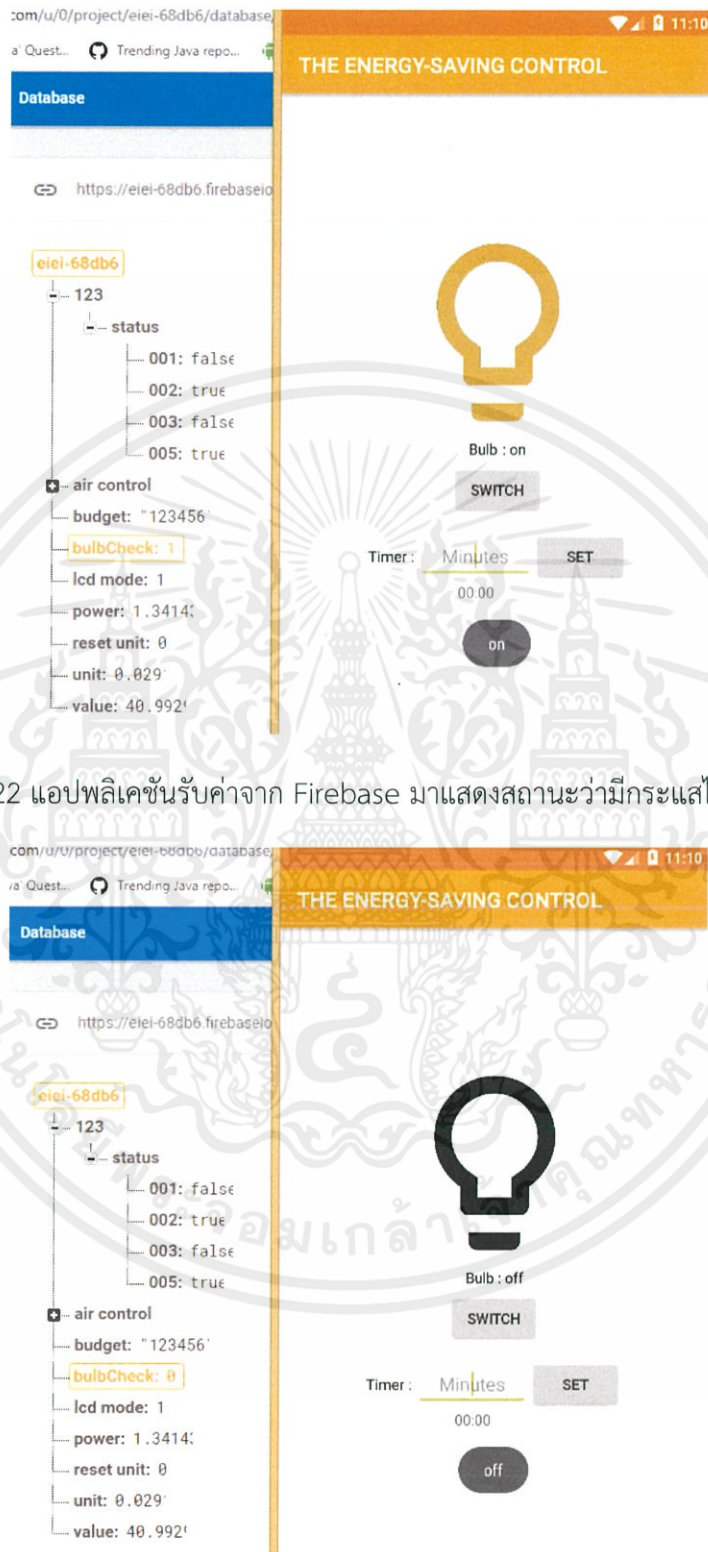 com/u/0/project/eiei-68db6/database/
11:10
a' Quest... Trending Java repo...
THE ENERGY-SAVING CONTROL
Database
https://eiei-68db6.firebaseio
eiei-68db6
123
status
001: false
002: true
003: false
005: true
air control
budget: "123456"
bulbCheck: 1
lcd mode: 1
power: 1.3414
reset unit: 0
unit: 0.029
value: 40.992
Bulb : on
SWITCH
Timer : Minutes SET
00:00
on
22 แอปพลิเคชันรับค่าจาก Firebase มาแสดงสถานะว่ามีกระแสไ
com/u/0/project/eiei-68db6/database/
11:10
va' Quest... Trending Java repo...
THE ENERGY-SAVING CONTROL
Database
https://eiei-68db6.firebaseio
eiei-68db6
123
status
001: false
002: true
003: false
005: true
air control
budget: "123456"
bulbCheck: 0
lcd mode: 1
power: 1.3414
reset unit: 0
unit: 0.029
value: 40.992
Bulb : off
SWITCH
Timer : Minutes SET
00:00
off